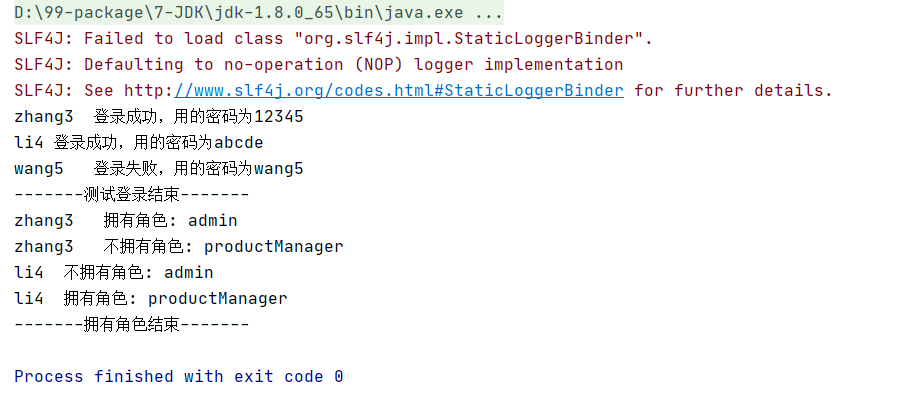 D:\99-package\7-JDK\jdk-1.8.0_65\bin\java.exe ...
SLF4J: Failed to load class "org.slf4j.impl.StaticLoggerBinder".
SLF4J: Defaulting to no-operation (NOP) logger implementation
SLF4J: See http://www.slf4j.org/codes.html#StaticLoggerBinder for further details.
zhang3  登录成功，用的密码为12345
li4 登录成功，用的密码为abcde
wang5   登录失败，用的密码为wang5
-------测试登录结束-------
zhang3   拥有角色: admin
zhang3   不拥有角色: productManager
li4  不拥有角色: admin
li4  拥有角色: productManager
-------拥有角色结束-------
Process finished with exit code 0